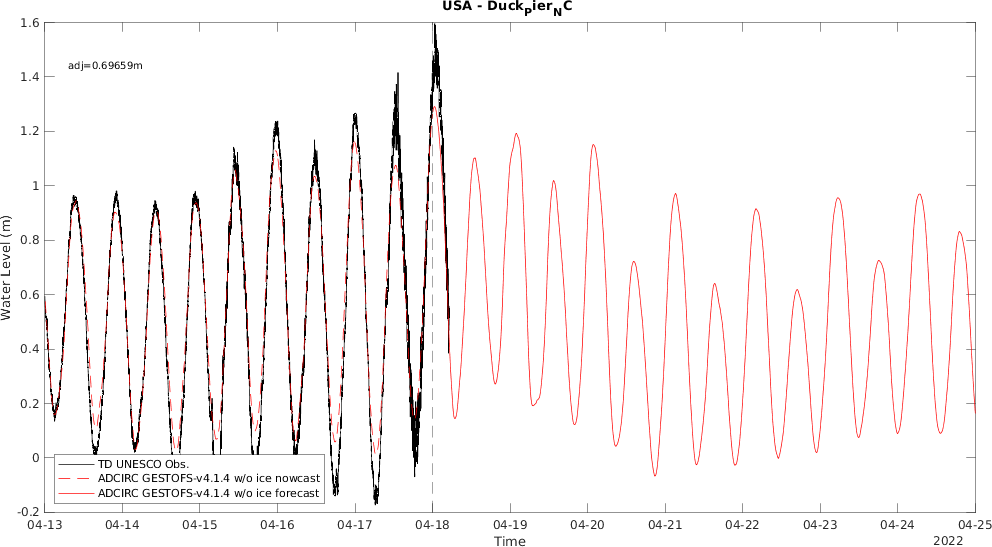 USA - Duck_Pier_NC
1.6
1.4
adj=0.69659m
1.2
1
0.8
Water Level (m)
0.6
0.4
0.2
0
TD UNESCO Obs.
ADCIRC GESTOFS-v4.1.4 w/o ice nowcast
ADCIRC GESTOFS-v4.1.4 w/o ice forecast
-0.2
04-13 04-14 04-15 04-16 04-17 04-18 04-19 04-20 04-21 04-22 04-23 04-24 04-25
Time
2022